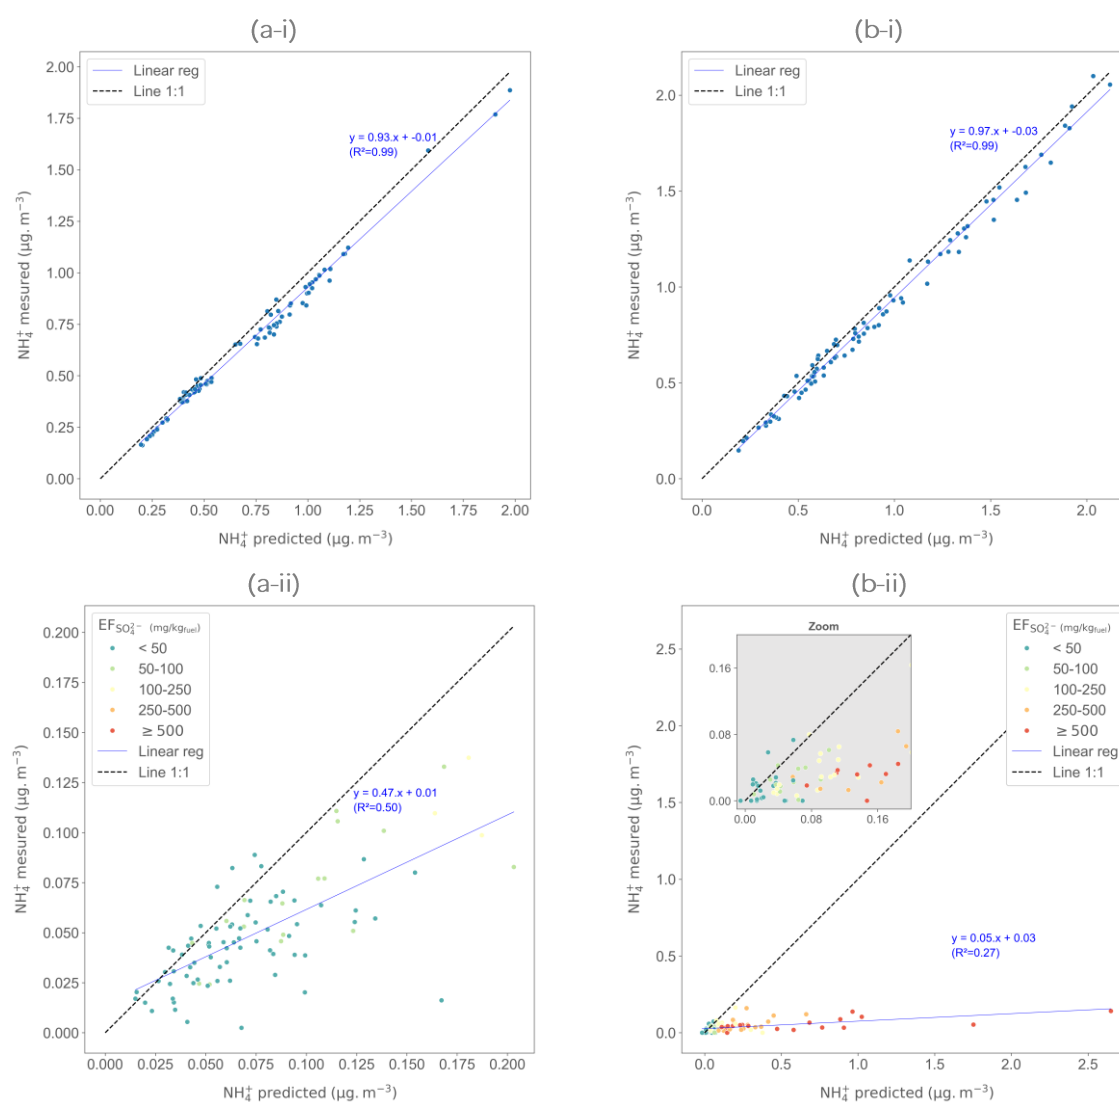 (a-i)
Linear reg
Line 1:1
y = 0.93.x + -0.01
(R²=0.99)
2.00
1.75
1.50
1.25
1.00
0.75
0.50
0.25
0.00
NH₄⁺ mesured (µg. m⁻³)
0.00 0.25 0.50 0.75 1.00 1.25 1.50 1.75 2.00
NH₄⁺ predicted (µg. m⁻³)
(b-i)
Linear reg
Line 1:1
y = 0.97.x + -0.03
(R²=0.99)
2.0
1.5
1.0
0.5
0.0
NH₄⁺ mesured (µg. m⁻³)
0.0 0.5 1.0 1.5 2.0
NH₄⁺ predicted (µg. m⁻³)
(a-ii)
EF SO₄²⁻ (mg/kg fuel)
< 50
50-100
100-250
250-500
≥ 500
Linear reg
Line 1:1
y = 0.47.x + 0.01
(R²=0.50)
0.200
0.175
0.150
0.125
0.100
0.075
0.050
0.025
0.000
NH₄⁺ mesured (µg. m⁻³)
0.000 0.025 0.050 0.075 0.100 0.125 0.150 0.175 0.200
NH₄⁺ predicted (µg. m⁻³)
(b-ii)
Zoom
0.16
0.08
0.00
0.00 0.08 0.16
EF SO₄²⁻ (mg/kg fuel)
< 50
50-100
100-250
250-500
≥ 500
Linear reg
Line 1:1
y = 0.05.x + 0.03
(R²=0.27)
2.5
2.0
1.5
1.0
0.5
0.0
NH₄⁺ mesured (µg. m⁻³)
0.0 0.5 1.0 1.5 2.0 2.5
NH₄⁺ predicted (µg. m⁻³)